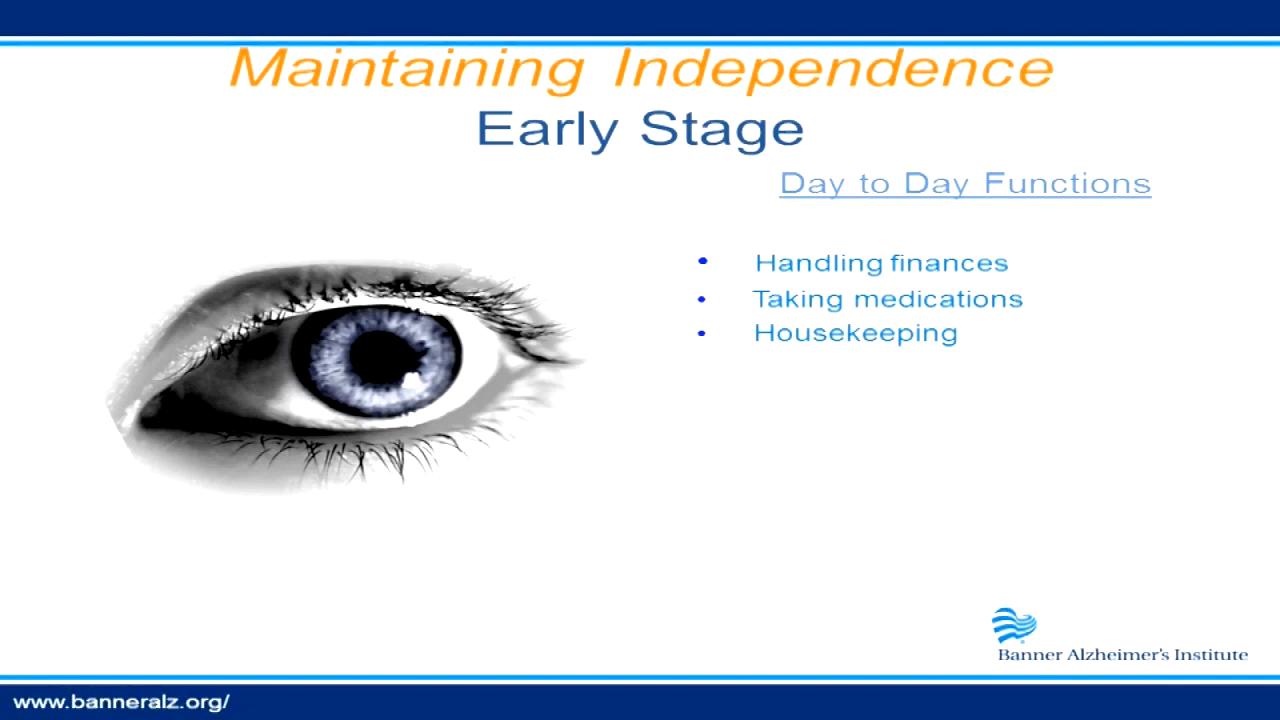 Maintaining Independence
Early Stage
Day to Day Functions
• Handling finances
• Taking medications
• Housekeeping
Banner Alzheimer's Institute
www.banneralz.org/